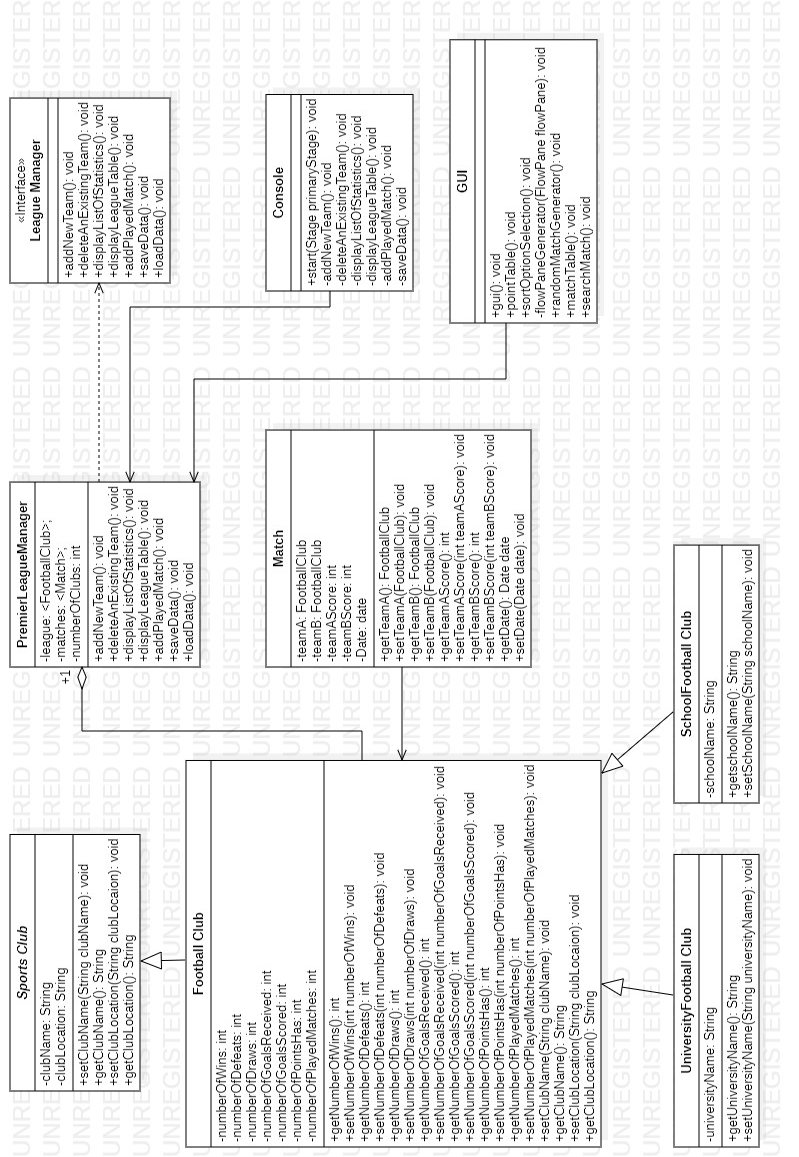 «Interface»
League Manager
+addNewTeam(): void
+deleteAnExistingTeam(): void
+displayListOfStatistics(): void
+displayLeagueTable(): void
+addPlayedMatch(): void
+saveData(): void
+loadData(): void
Console
+start(Stage primaryStage): void
-addNewTeam(): void
-deleteAnExistingTeam(): void
-displayListOfStatistics(): void
-displayLeagueTable(): void
-addPlayedMatch(): void
-saveData(): void
GUI
+gui(): void
+pointTable(): void
+sortOptionSelection(): void
-flowPaneGenerator(FlowPane flowPane): void
+randomMatchGenerator(): void
+matchTable(): void
+searchMatch(): void
PremierLeagueManager
-league: <FootballClub>;
-matches: <Match>;
-numberOfClubs: int
+addNewTeam(): void
+deleteAnExistingTeam(): void
+displayListOfStatistics(): void
+displayLeagueTable(): void
+addPlayedMatch(): void
+saveData(): void
+loadData(): void
+1
Match
-teamA: FootballClub
-teamB: FootballClub
-teamAScore: int
-teamBScore: int
-Date: date
+getTeamA(): FootballClub
+setTeamA(FootballClub): void
+getTeamB(): FootballClub
+setTeamB(FootballClub): void
+getTeamAScore(): int
+setTeamAScore(int teamAScore): void
+getTeamBScore(): int
+setTeamBScore(int teamBScore): void
+getDate(): Date date
+setDate(Date date): void
Sports Club
-clubName: String
-clubLocation: String
+setClubName(String clubName): void
+getClubName(): String
+setClubLocation(String clubLocaion): void
+getClubLocation(): String
Football Club
-numberOfWins: int
-numberOfDefeats: int
-numberOfDraws: int
-numberOfGoalsReceived: int
-numberOfGoalsScored: int
-numberOfPointsHas: int
-numberOfPlayedMatches: int
+getNumberOfWins(): int
+setNumberOfWins(int numberOfWins): void
+getNumberOfDefeats(): int
+setNumberOfDefeats(int numberOfDefeats): void
+getNumberOfDraws(): int
+setNumberOfDraws(int numberOfDraws): void
+getNumberOfGoalsReceived(): int
+setNumberOfGoalsReceived(int numberOfGoalsReceived): void
+getNumberOfGoalsScored(): int
+setNumberOfGoalsScored(int numberOfGoalsScored): void
+getNumberOfPointsHas(): int
+setNumberOfPointsHas(int numberOfPointsHas): void
+getNumberOfPlayedMatches(): int
+setNumberOfPlayedMatches(int numberOfPlayedMatches): void
+setClubName(String clubName): void
+getClubName(): String
+setClubLocation(String clubLocaion): void
+getClubLocation(): String
SchoolFootball Club
-schoolName: String
+getschoolName(): String
+setSchoolName(String schoolName): void
UniversityFootball Club
-universityName: String
+getUniversityName(): String
+setUniversityName(String universityName): void
UNREGISTERED